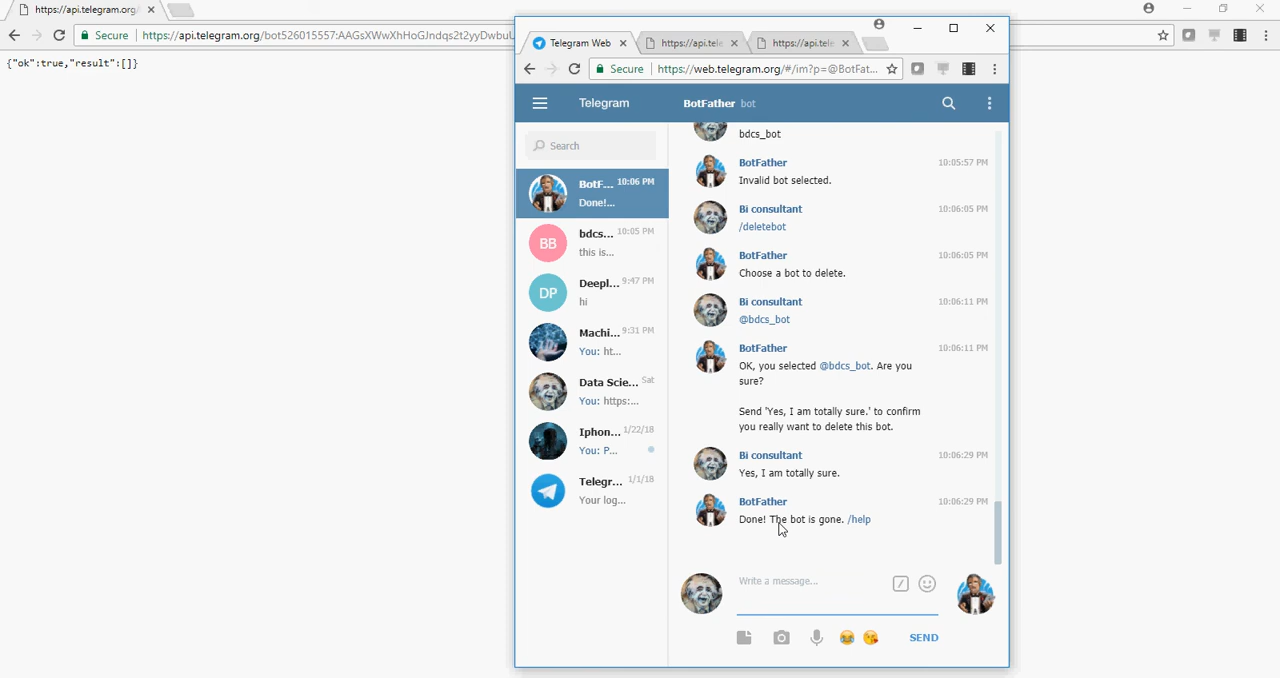 https://api.telegram.org
Secure
https://api.telegram.org/bot526015557:AAGsXWwXhHoGJndqs2t2yyDwbuU
{"ok":true,"result":[]}
Telegram Web
https://api.tele
https://api.tele
Secure
https://web.telegram.org/#/im?p=@BotFat...
Telegram
BotFather bot
Search
BotF... 10:06 PM
Done!...
BB
bdcs... 10:05 PM
this is...
DP
Deepl... 9:47 PM
hi
Machi... 9:31 PM
You: ht...
Data Scie... Sat
You: https:...
Iphon... 1/22/18
You: P...
Telegr... 1/1/18
Your log...
bdcs_bot
BotFather 10:05:57 PM
Invalid bot selected.
Bi consultant 10:06:05 PM
/deletebot
BotFather 10:06:05 PM
Choose a bot to delete.
Bi consultant 10:06:11 PM
@bdcs_bot
BotFather 10:06:11 PM
OK, you selected @bdcs_bot. Are you
sure?
Send 'Yes, I am totally sure.' to confirm
you really want to delete this bot.
Bi consultant 10:06:29 PM
Yes, I am totally sure.
BotFather 10:06:29 PM
Done! The bot is gone. /help
Write a message...
SEND